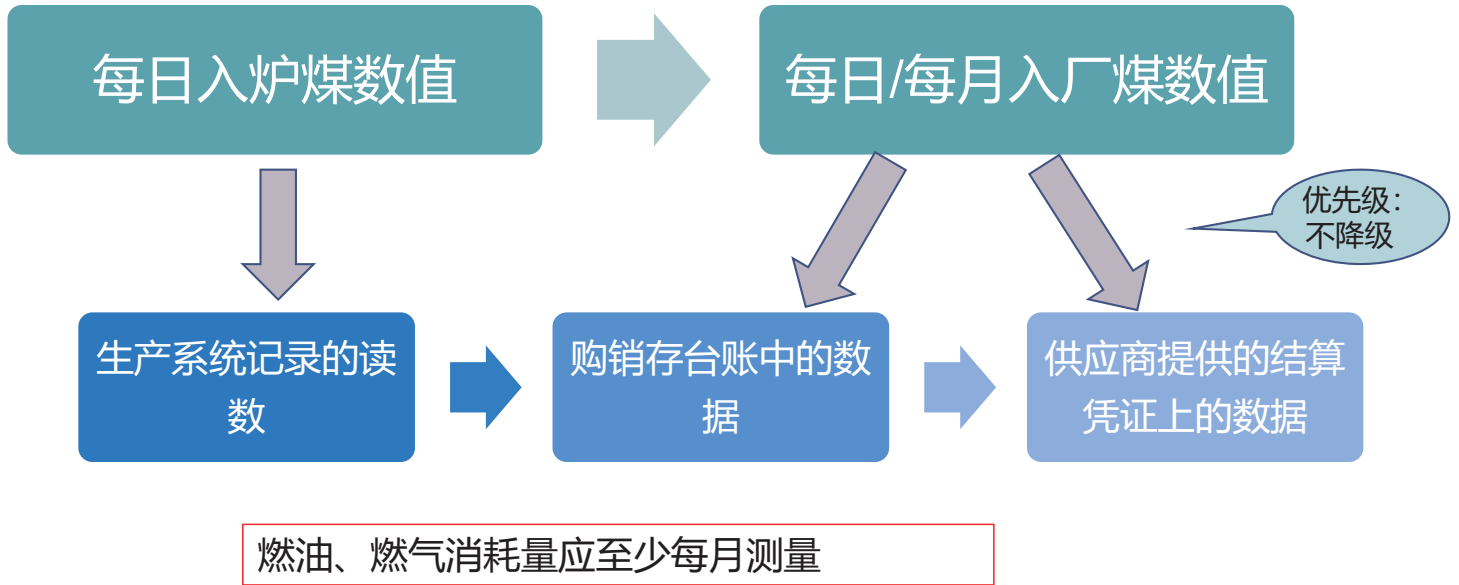 每日入炉煤数值
每日/每月入厂煤数值
优先级：
不降级
生产系统记录的读
数
购销存台账中的数
据
供应商提供的结算
凭证上的数据
燃油、燃气消耗量应至少每月测量